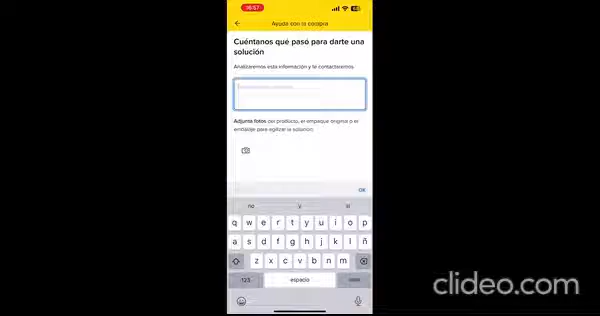 16:57
Ayuda con la compra
Cuéntanos qué pasó para darte una
solución
Analizaremos esta información y te contactaremos
Adjunta fotos del producto, el empaque original o el
embalaje para agilizar la solución:
OK
no y si
q w e r t y u i o p
a s d f g h j k l ñ
z x c v b n m
123 espacio
clideo.com